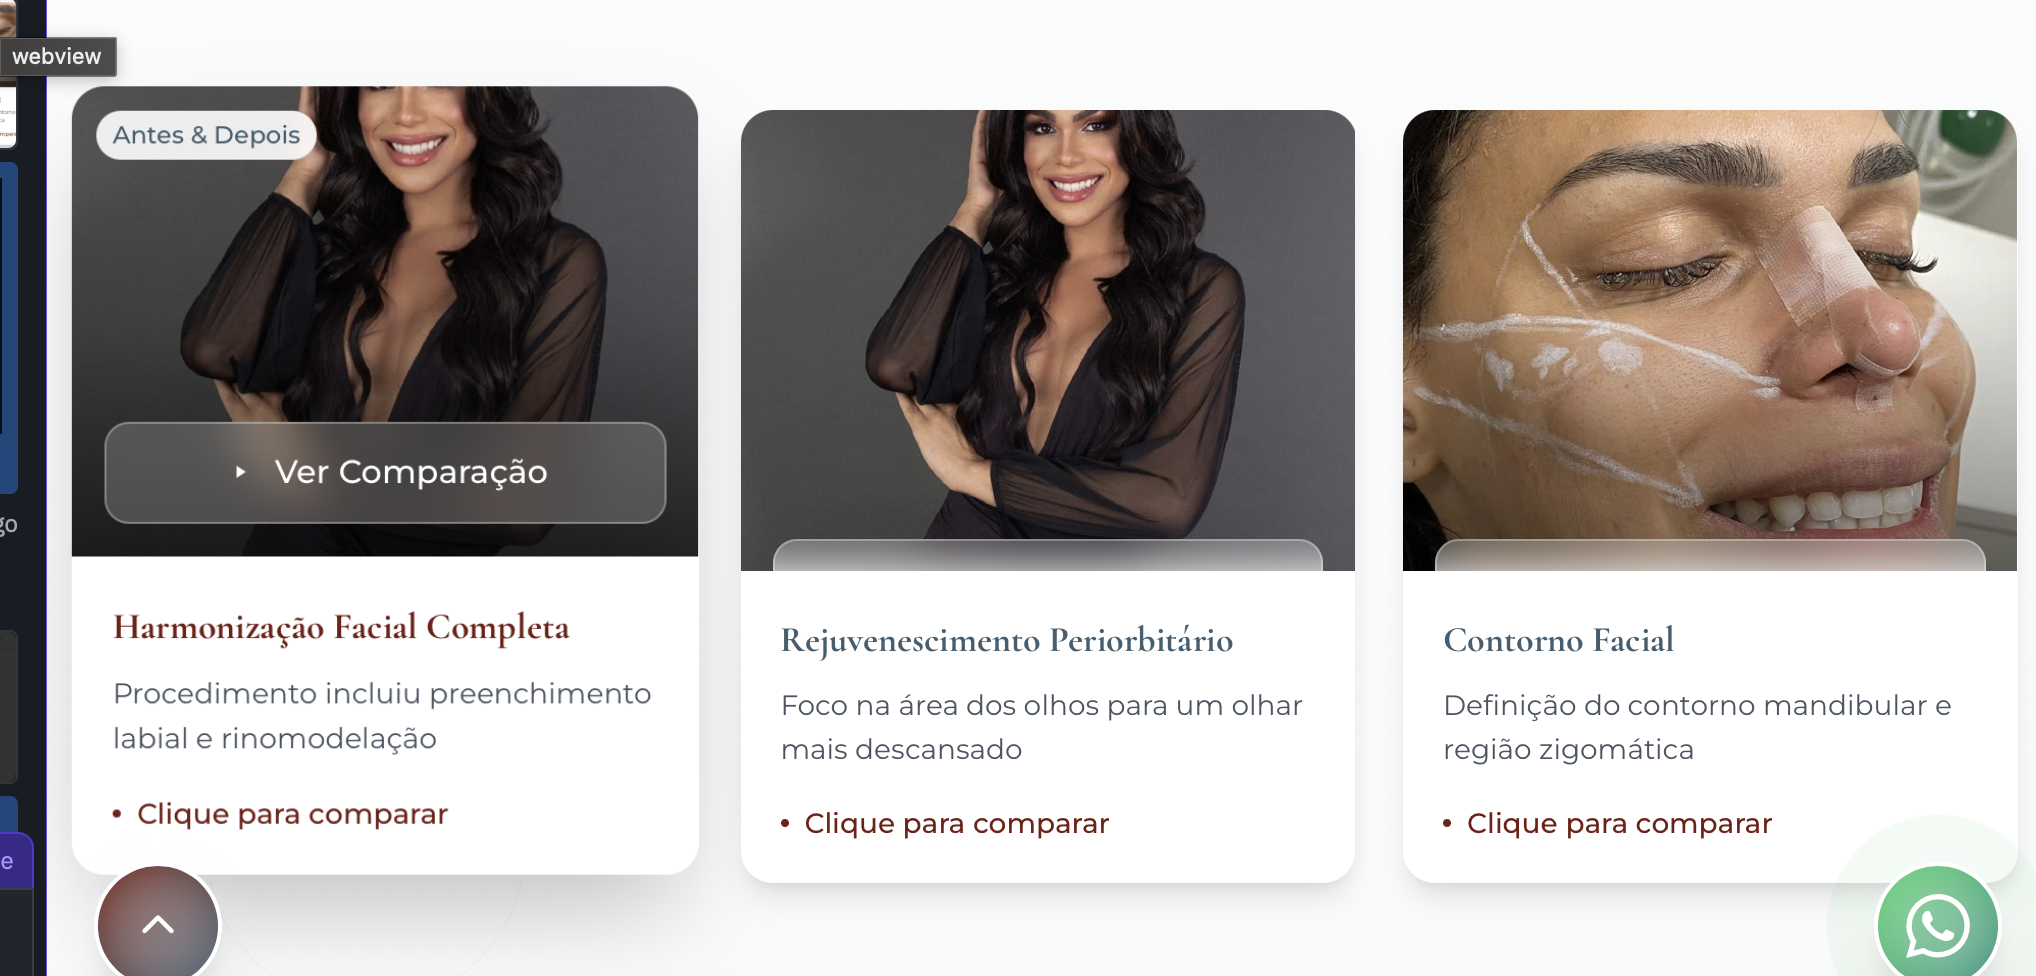 webview
Antes & Depois
Ver Comparação
go
Harmonização Facial Completa
Procedimento incluiu preenchimento
labial e rinomodelação
• Clique para comparar
Rejuvenescimento Periorbitário
Foco na área dos olhos para um olhar
mais descansado
• Clique para comparar
Contorno Facial
Definição do contorno mandibular e
região zigomática
• Clique para comparar
e